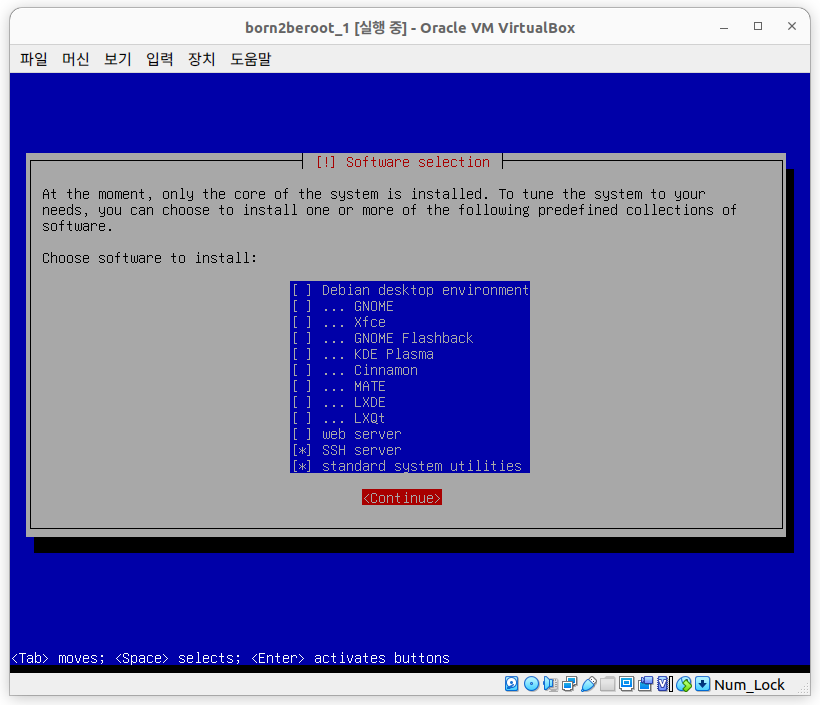 born2beroot_1 [실행 중] - Oracle VM VirtualBox
파일 머신 보기 입력 장치 도움말
[!] Software selection
At the moment, only the core of the system is installed. To tune the system to your
needs, you can choose to install one or more of the following predefined collections of
software.
Choose software to install:
[ ] Debian desktop environment
[ ] ... GNOME
[ ] ... Xfce
[ ] ... GNOME Flashback
[ ] ... KDE Plasma
[ ] ... Cinnamon
[ ] ... MATE
[ ] ... LXDE
[ ] ... LXQt
[ ] web server
[*] SSH server
[*] standard system utilities
<Continue>
<Tab> moves; <Space> selects; <Enter> activates buttons
Num_Lock